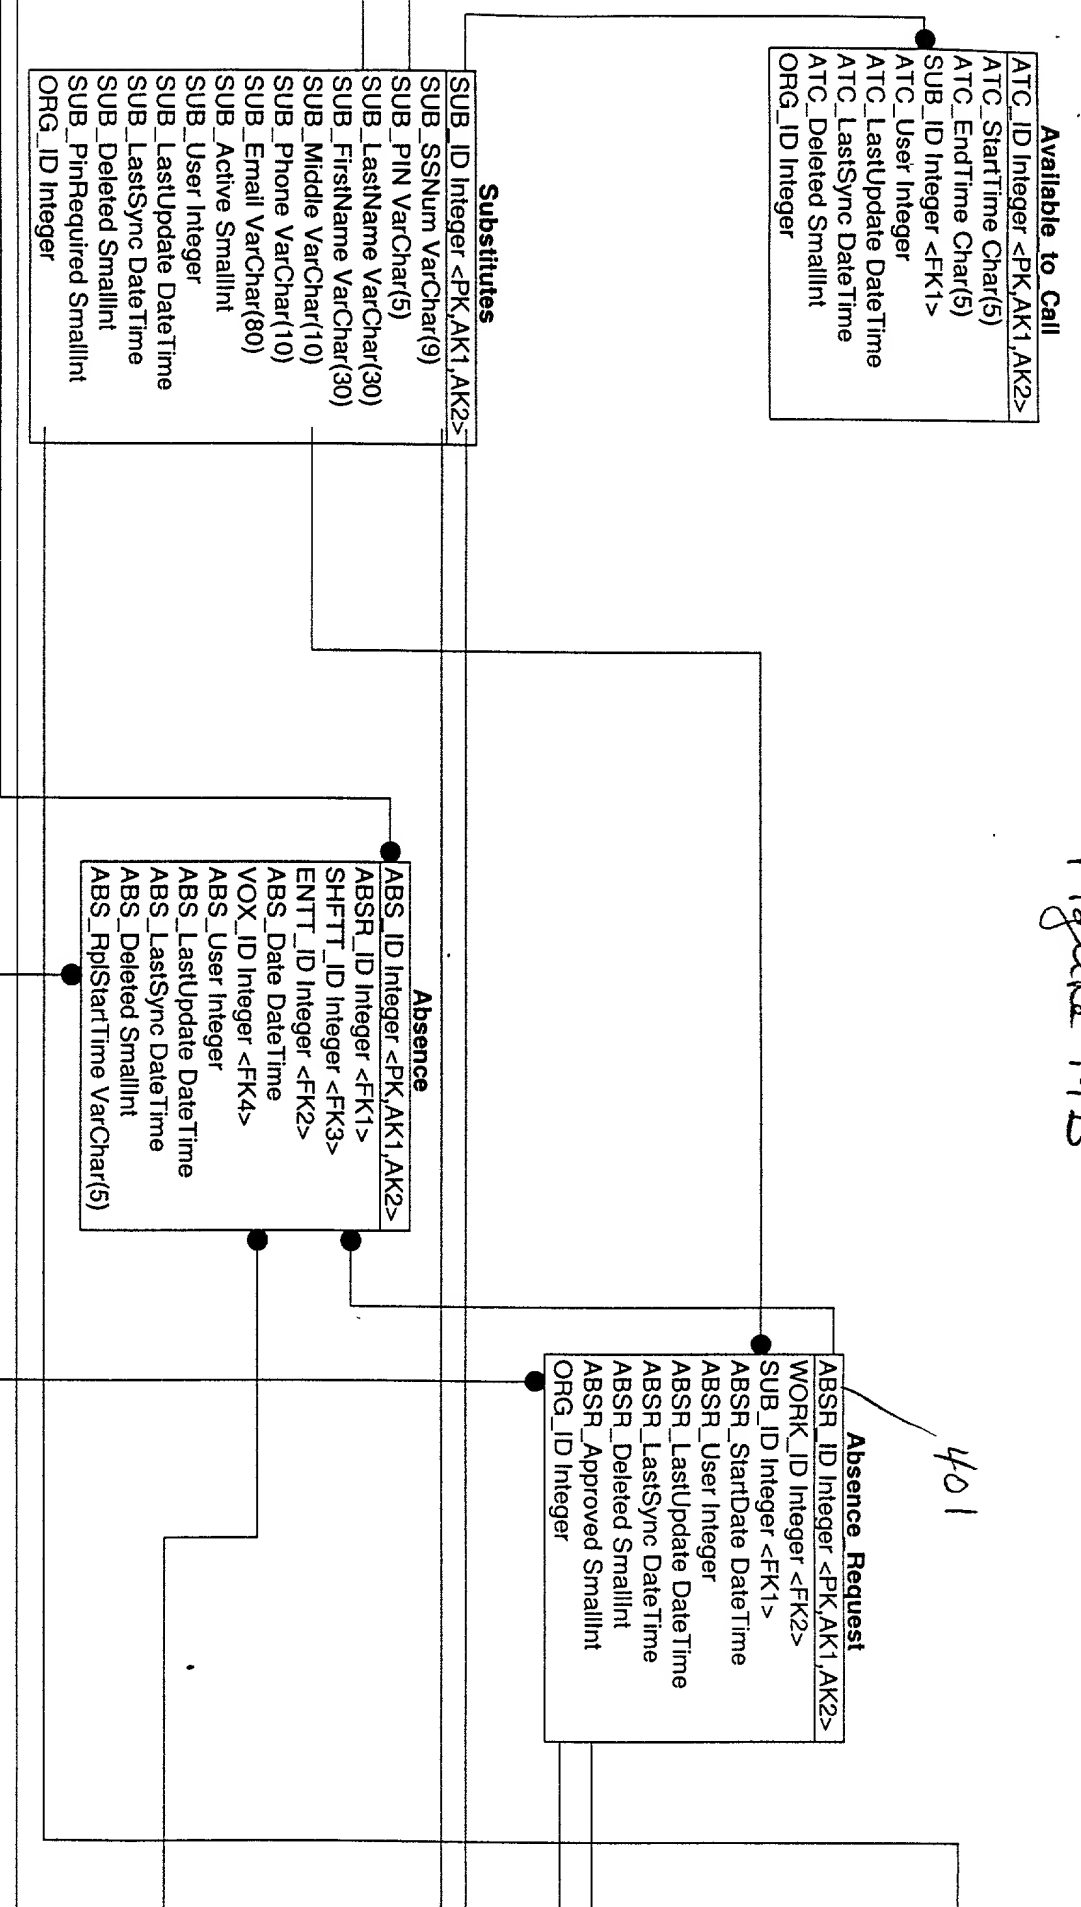 Available to Call
ATC_ID Integer <PK,AK1,AK2>
ATC_StartTime Char(5)
ATC_EndTime Char(5)
SUB_ID Integer <FK1>
ATC_User Integer
ATC_LastUpdate DateTime
ATC_LastSync DateTime
ATC_Deleted SmallInt
ORG_ID Integer
Substitutes
SUB_ID Integer <PK,AK1,AK2>
SUB_SSNum VarChar(9)
SUB_PIN VarChar(5)
SUB_LastName VarChar(30)
SUB_FirstName VarChar(30)
SUB_Middle VarChar(10)
SUB_Phone VarChar(10)
SUB_Email VarChar(80)
SUB_Active SmallInt
SUB_User Integer
SUB_LastUpdate DateTime
SUB_LastSync DateTime
SUB_Deleted SmallInt
SUB_PinRequired SmallInt
ORG_ID Integer
Absence
ABS_ID Integer <PK,AK1,AK2>
ABSR_ID Integer <FK1>
SHFTT_ID Integer <FK3>
ENTT_ID Integer <FK2>
ABS_Date DateTime
VOX_ID Integer <FK4>
ABS_User Integer
ABS_LastUpdate DateTime
ABS_LastSync DateTime
ABS_Deleted SmallInt
ABS_RplStartTime VarChar(5)
401
Absence Request
ABSR_ID Integer <PK,AK1,AK2>
WORK_ID Integer <FK2>
SUB_ID Integer <FK1>
ABSR_StartDate DateTime
ABSR_User Integer
ABSR_LastUpdate DateTime
ABSR_LastSync DateTime
ABSR_Deleted SmallInt
ABSR_Approved SmallInt
ORG_ID Integer